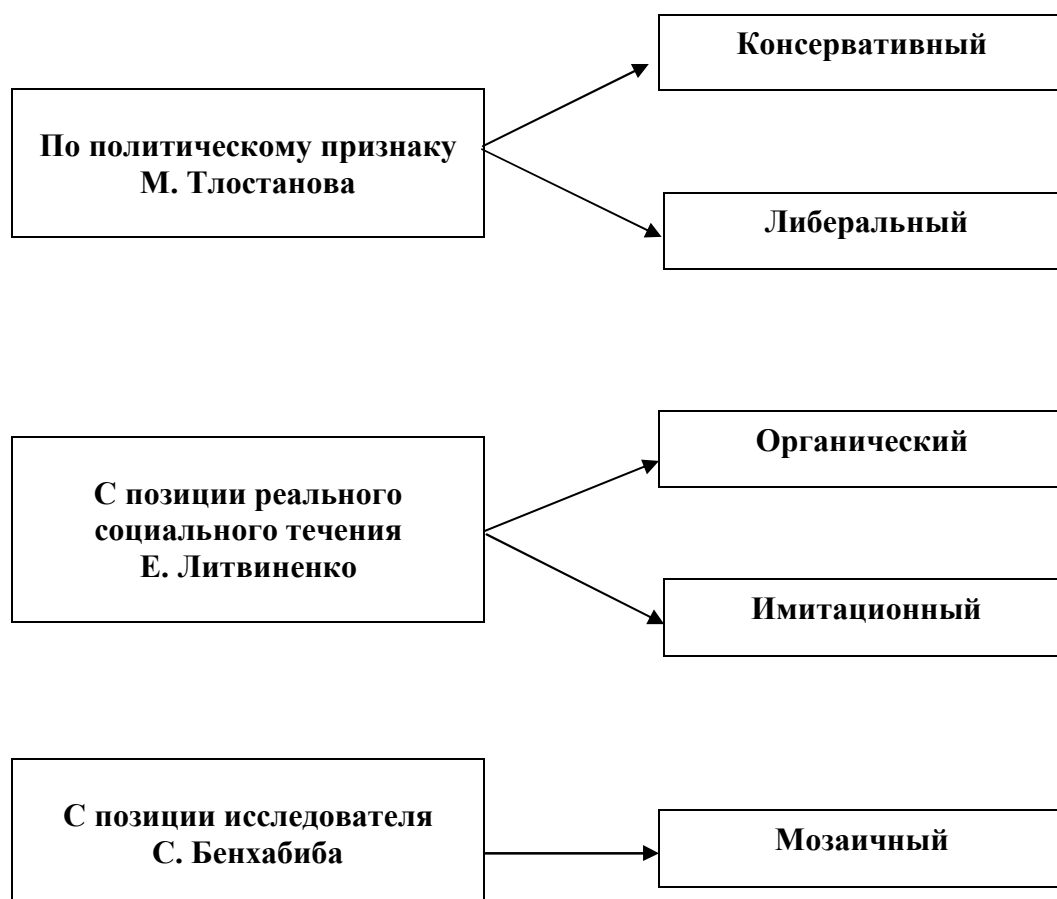 По политическому признаку
М. Тлостанова
Консервативный
Либеральный
С позиции реального
социального течения
Е. Литвиненко
Органический
Имитационный
С позиции исследователя
С. Бенхабиба
Мозаичный